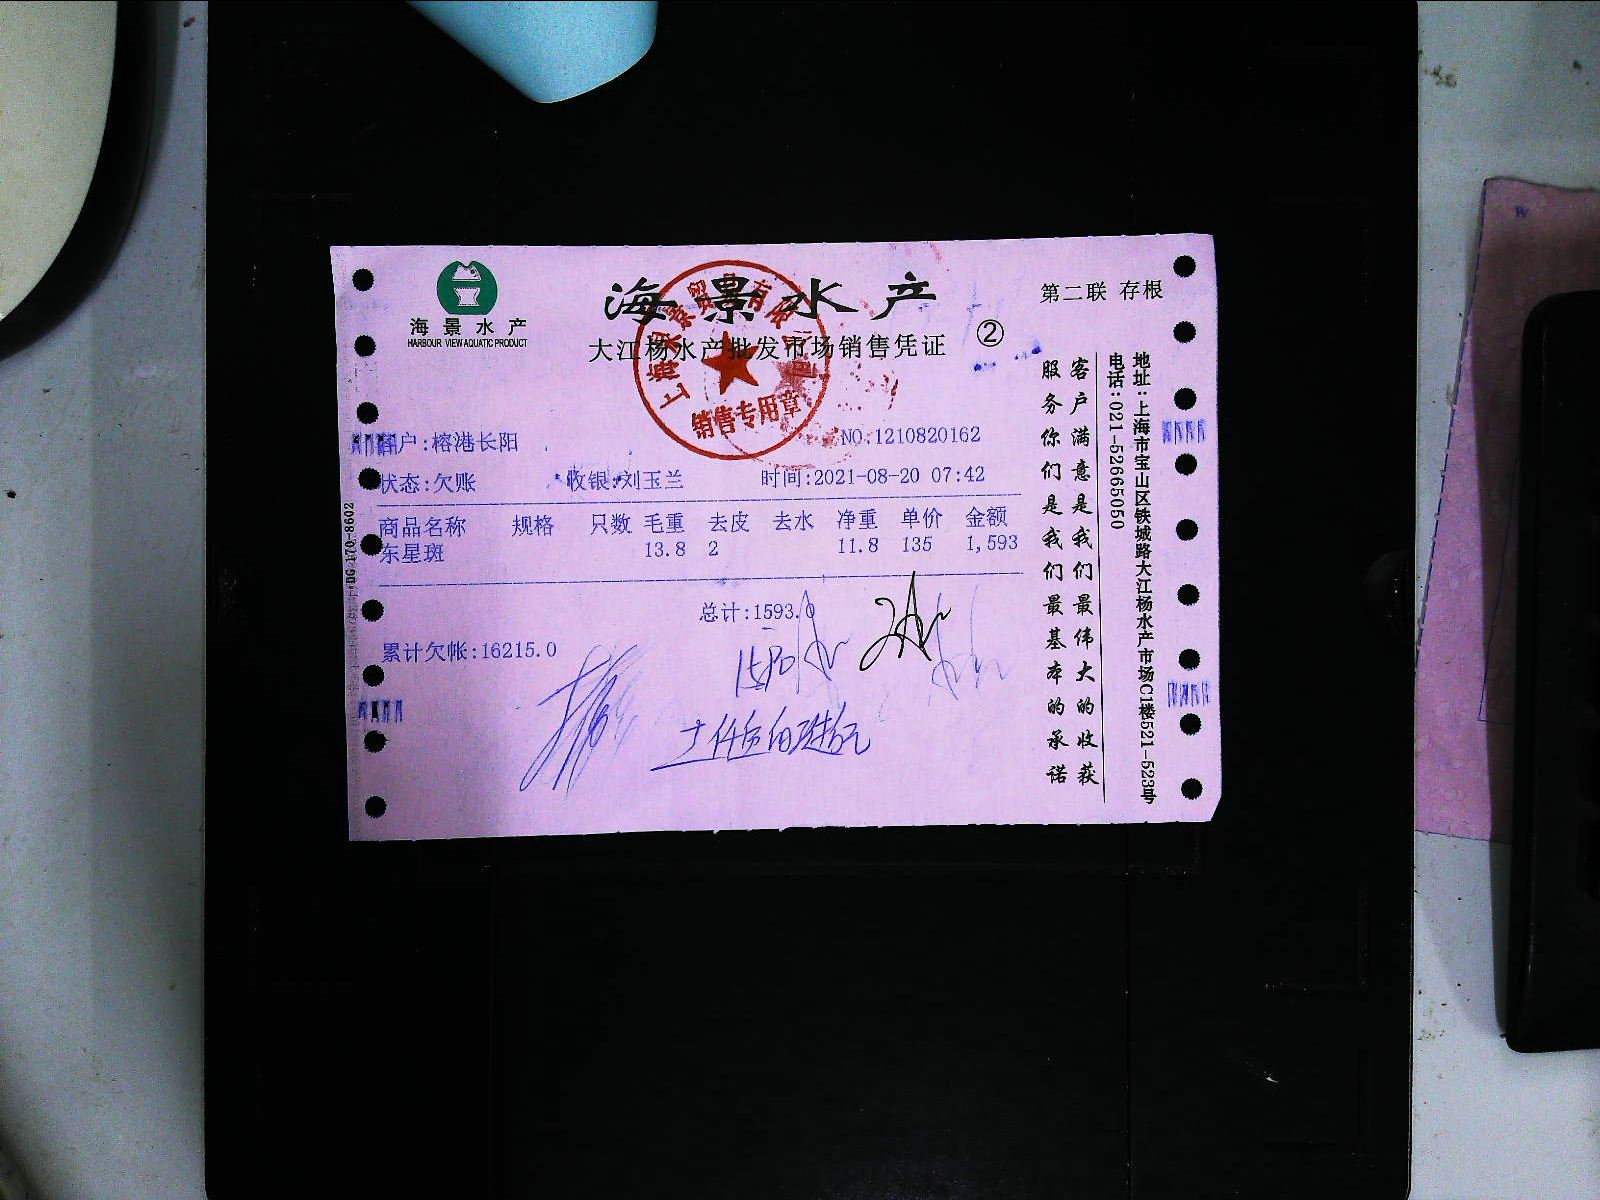 海景水产
HARBOUR VIEW AQUATIC PRODUCT
海景水产
大江杨水产批发市场销售凭证
②
第二联 存根
销售专用章
客户:榕港长阳
NO:1210820162
状态:欠账 收银:刘玉兰 时间:2021-08-20 07:42
商品名称 规格 只数 毛重 去皮 去水 净重 单价 金额
东星斑 13.8 2 11.8 135 1,593
总计:1593.0
累计欠帐:16215.0
1580
客户满意是我们最伟大的收获
服务你们是我们最基本的承诺
地址:上海市宝山区铁城路大江杨水产市场C1楼521-523号
电话:021-52665050